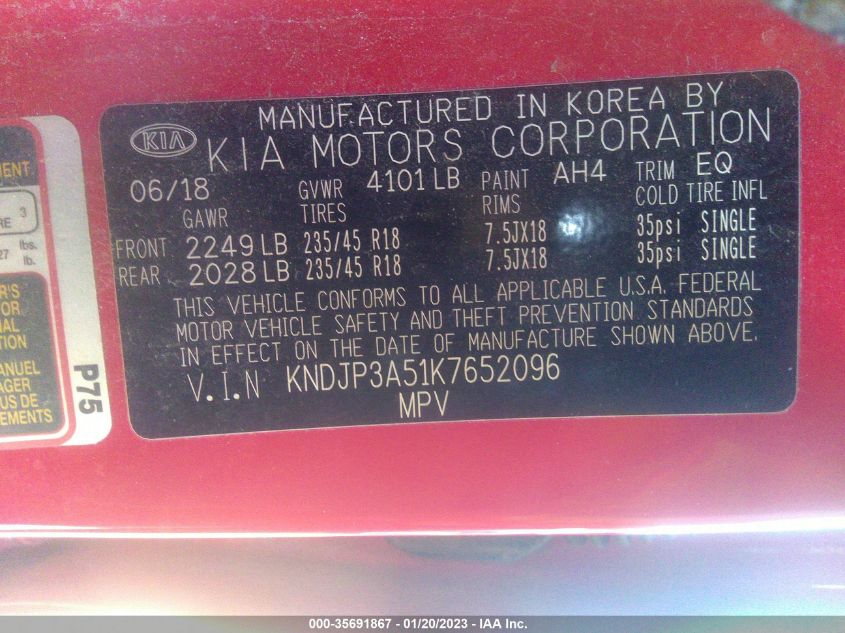 MANUFACTURED IN KOREA BY
KIA
KIA MOTORS CORPORATION
06/18 GVWR 4101 LB PAINT AH4 TRIM EQ
GAWR TIRES RIMS COLD TIRE INFL
FRONT 2249 LB 235/45 R18 7.5JX18 35psi SINGLE
REAR 2028 LB 235/45 R18 7.5JX18 35psi SINGLE
THIS VEHICLE CONFORMS TO ALL APPLICABLE U.S.A. FEDERAL
MOTOR VEHICLE SAFETY AND THEFT PREVENTION STANDARDS
IN EFFECT ON THE DATE OF MANUFACTURE SHOWN ABOVE.
V.I.N KNDJP3A51K7652096
MPV
3
lbs.
27 lb.
P75
000-35691867 - 01/20/2023 - IAA Inc.